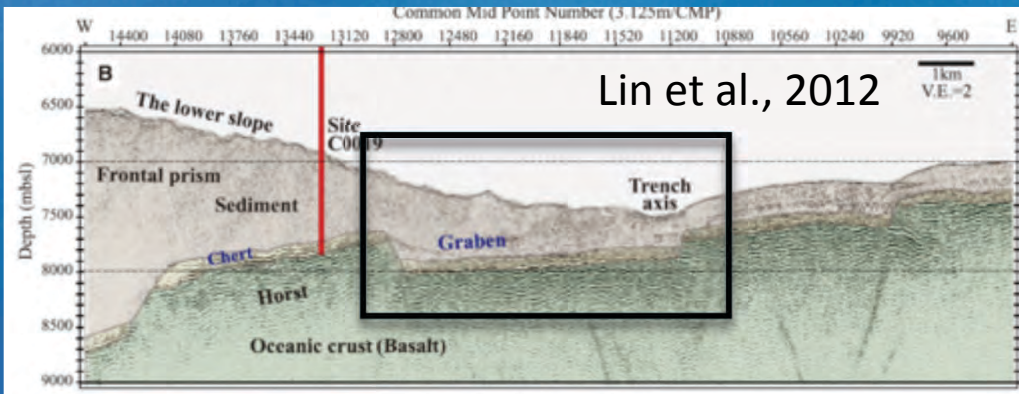 Common Mid Point Number (3.125m/CMP)
W E
14400 14080 13760 13440 13120 12800 12480 12160 11840 11520 11200 10880 10560 10240 9920 9600
6000
B
1km
V.E.=2
Lin et al., 2012
6500
The lower slope
Site
C0019
7000
Frontal prism
Trench
axis
Sediment
Depth (mbsl)
7500
Graben
Chert
8000
Horst
8500
Oceanic crust (Basalt)
9000